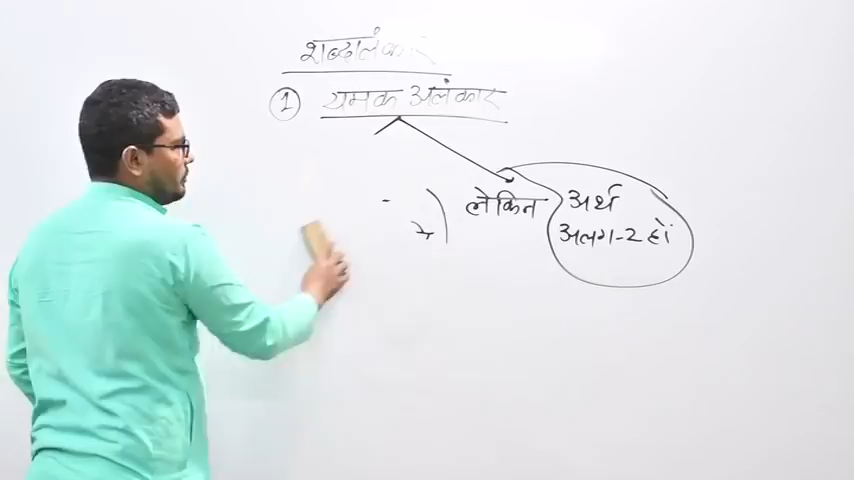 शब्दालंकार
1 यमक अलंकार
लेकिन अर्थ
अलग-2 हों